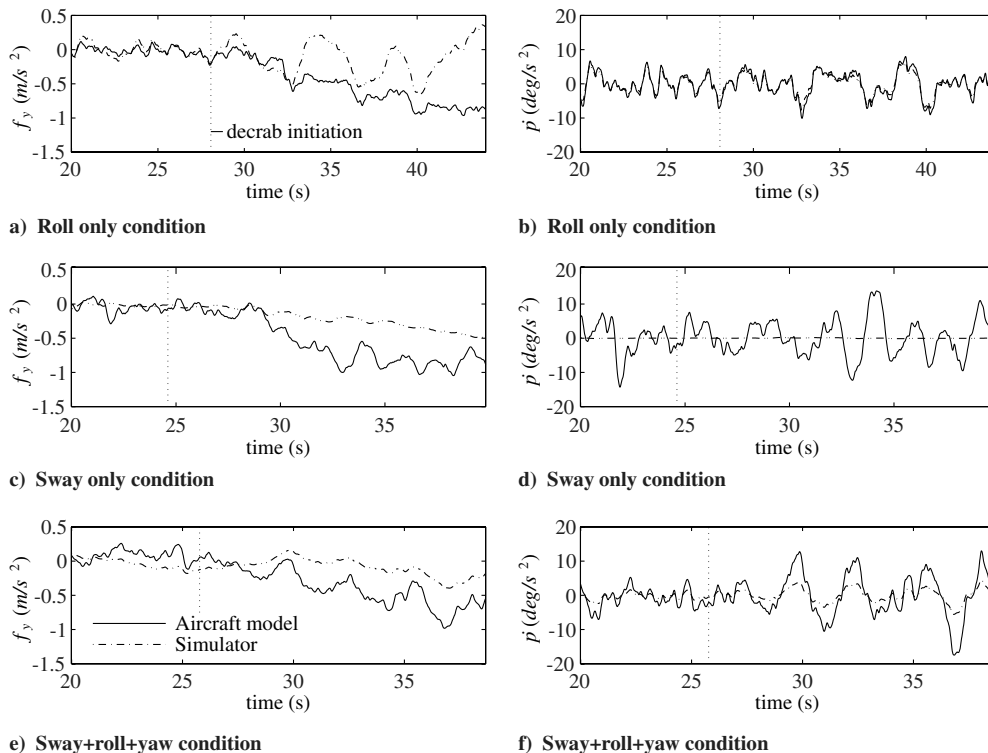 0.5
0
-0.5
-1
-1.5
f y (m/s 2)
decrab initiation
20 25 30 35 40
time (s)
a) Roll only condition
20
10
0
-10
-20
ṗ (deg/s 2)
20 25 30 35 40
time (s)
b) Roll only condition
0.5
0
-0.5
-1
-1.5
f y (m/s 2)
20 25 30 35
time (s)
c) Sway only condition
20
10
0
-10
-20
ṗ (deg/s 2)
20 25 30 35
time (s)
d) Sway only condition
0.5
0
-0.5
-1
-1.5
f y (m/s 2)
Aircraft model
Simulator
20 25 30 35
time (s)
e) Sway+roll+yaw condition
20
10
0
-10
-20
ṗ (deg/s 2)
20 25 30 35
time (s)
f) Sway+roll+yaw condition